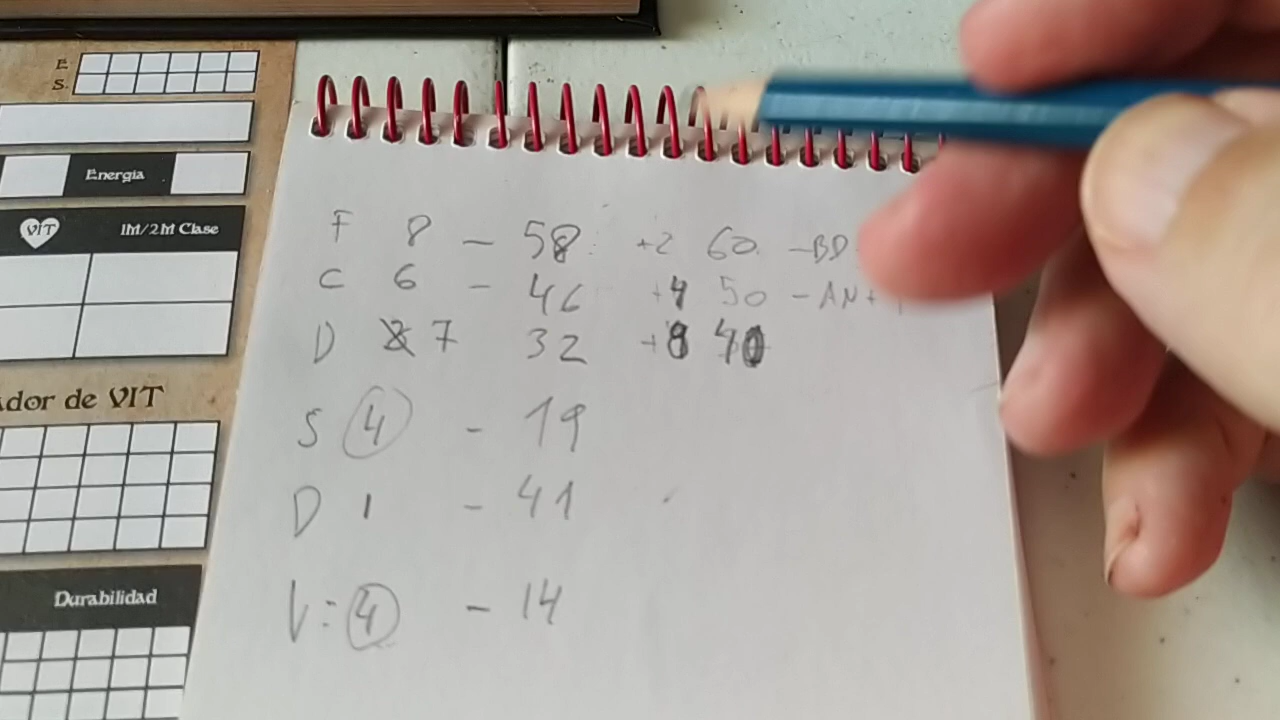 E
S.
Energía
VIT 1M/2M Clase
ador de VIT
Durabilidad
F 8 - 58 +2 60 - BD
C 6 - 46 +4 50 - AN +
D 7 32 +8 40
S 4 - 19
D 1 - 41
V: 4 - 14